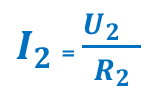 I₂ = U₂ / R₂